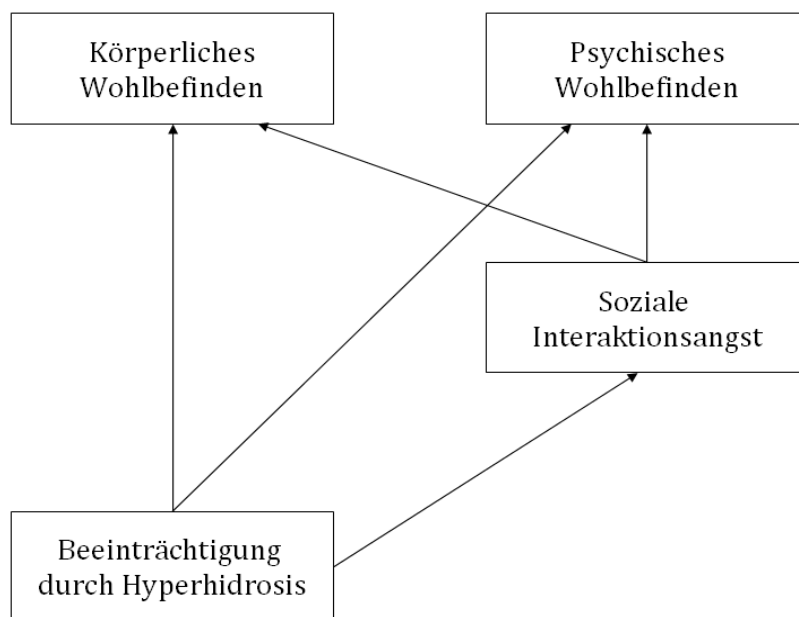 Körperliches
Wohlbefinden
Psychisches
Wohlbefinden
Soziale
Interaktionsangst
Beeinträchtigung
durch Hyperhidrosis